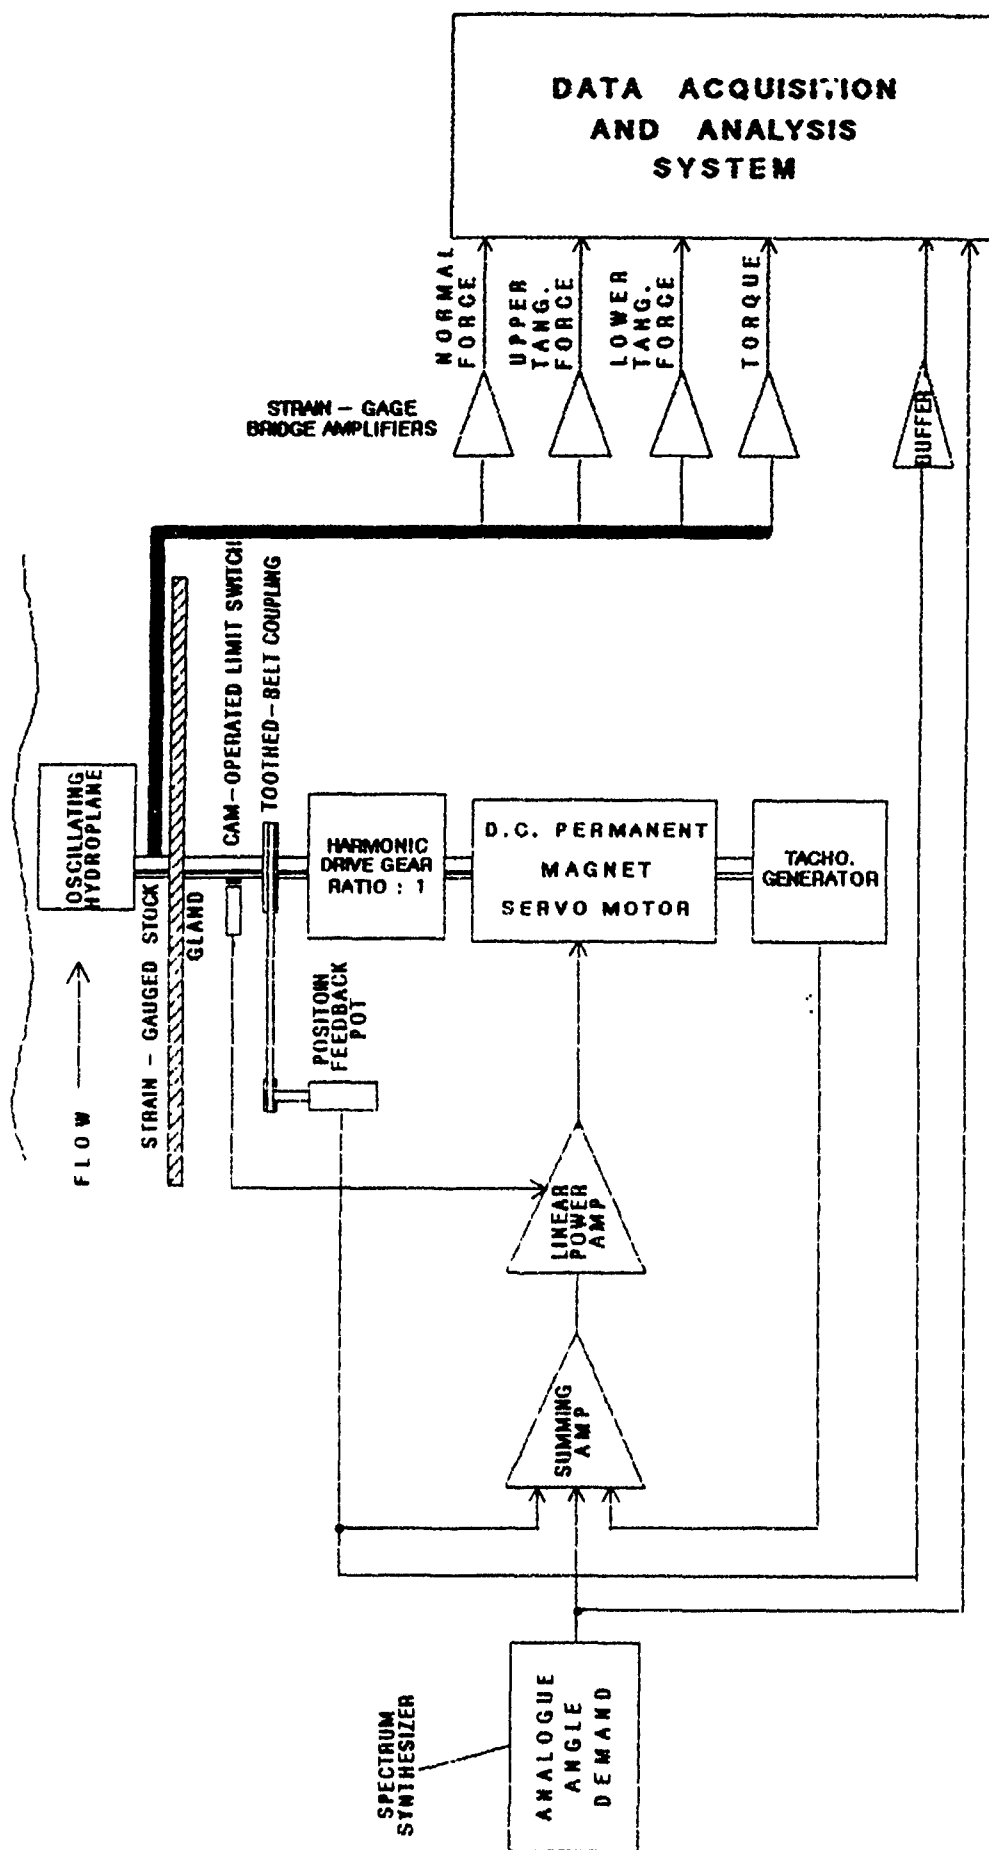 DATA ACQUISITION
AND ANALYSIS
SYSTEM
NORMAL
FORCE
UPPER
TANG.
FORCE
LOWER
TANG.
FORCE
TORQUE
STRAIN - GAGE
BRIDGE AMPLIFIERS
BUFFER
OSCILLATING
HYDROPLANE
FLOW
STRAIN - GAUGED STOCK
GLAND
CAM-OPERATED LIMIT SWITCH
TOOTHED-BELT COUPLING
HARMONIC
DRIVE GEAR
RATIO : 1
D.C. PERMANENT
MAGNET
SERVO MOTOR
TACHO.
GENERATOR
POSITOIN
FEEDBACK
POT
LINEAR
POWER
AMP
SUMMING
AMP
SPECTRUM
SYNTHESIZER
ANALOGUE
ANGLE
DEMAND